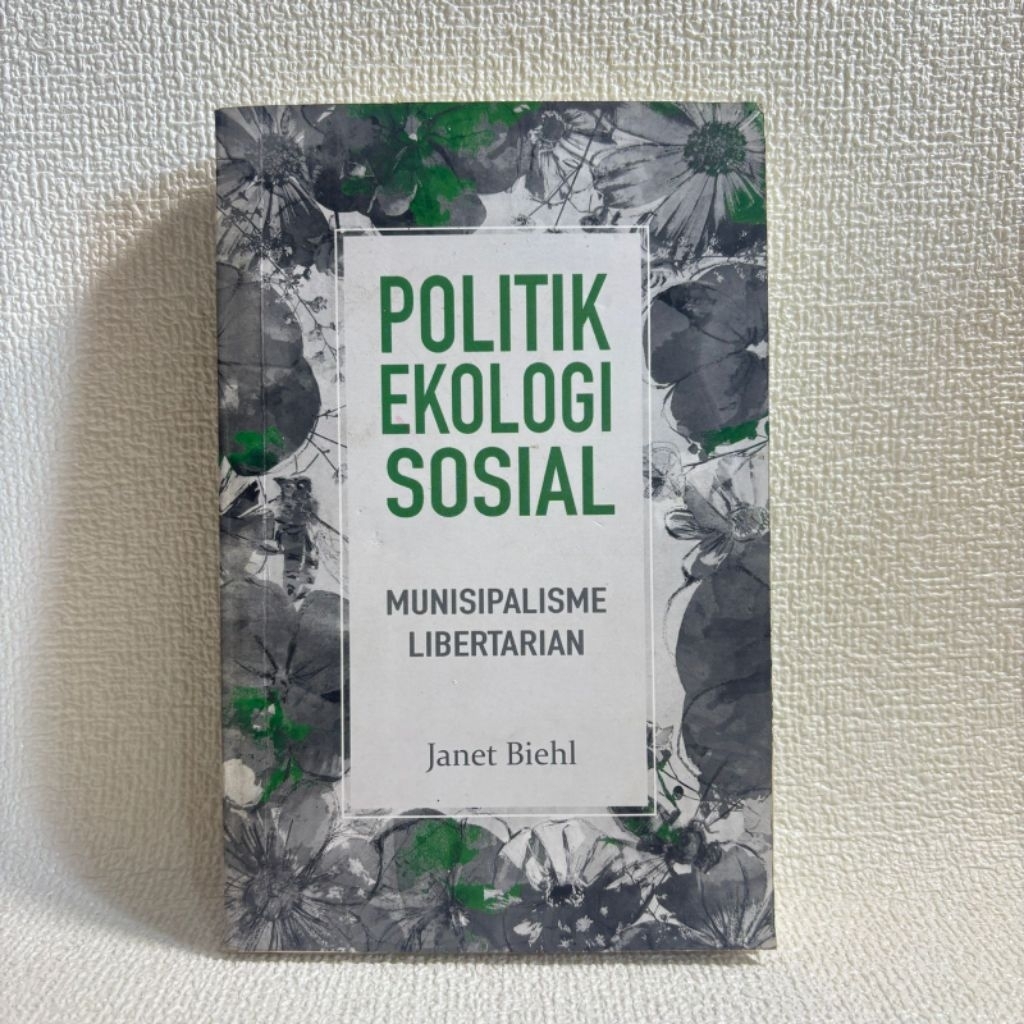 POLITIK
EKOLOGI
SOSIAL
MUNISIPALISME
LIBERTARIAN
Janet Biehl